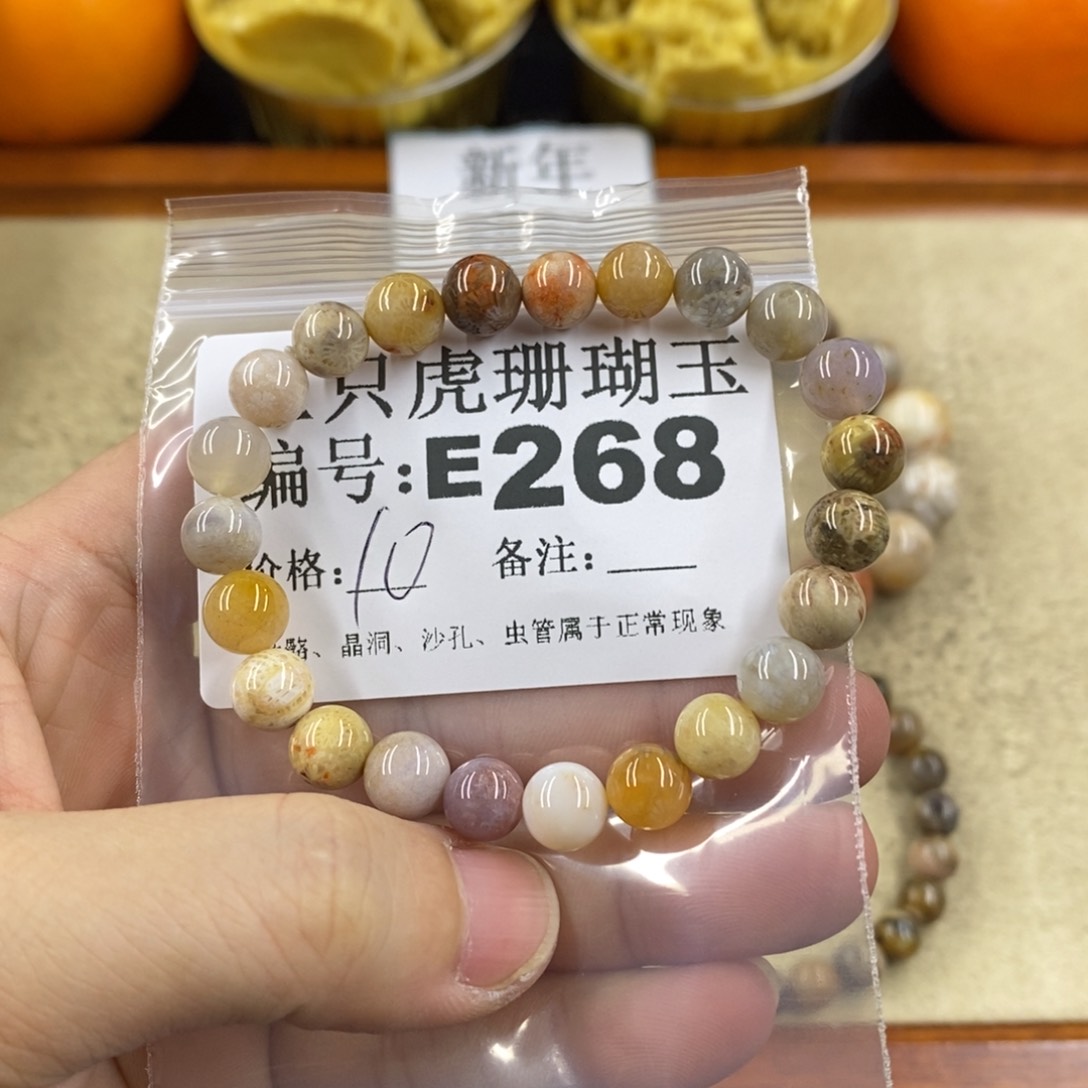 新年
只虎珊瑚玉
编号:E268
价格:10 备注:
、晶洞、沙孔、虫管属于正常现象